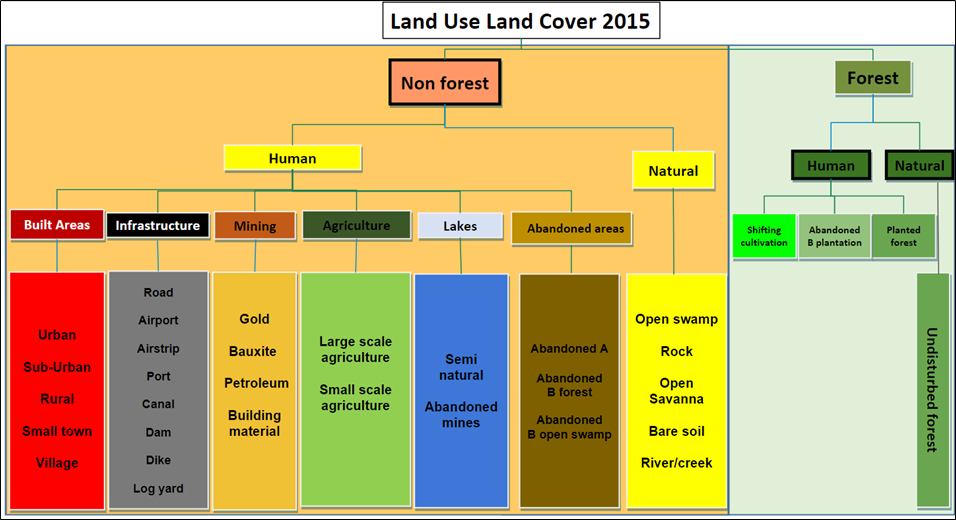 Land Use Land Cover 2015
Non forest
Forest
Human
Natural
Human
Natural
Built Areas
Infrastructure
Mining
Agriculture
Lakes
Abandoned areas
Shifting
cultivation
Abandoned
B plantation
Planted
forest
Urban
Sub-Urban
Rural
Small town
Village
Road
Airport
Airstrip
Port
Canal
Dam
Dike
Log yard
Gold
Bauxite
Petroleum
Building
material
Large scale
agriculture
Small scale
agriculture
Semi
natural
Abandoned
mines
Abandoned A
Abandoned
B forest
Abandoned
B open swamp
Open swamp
Rock
Open
Savanna
Bare soil
River/creek
Undisturbed forest